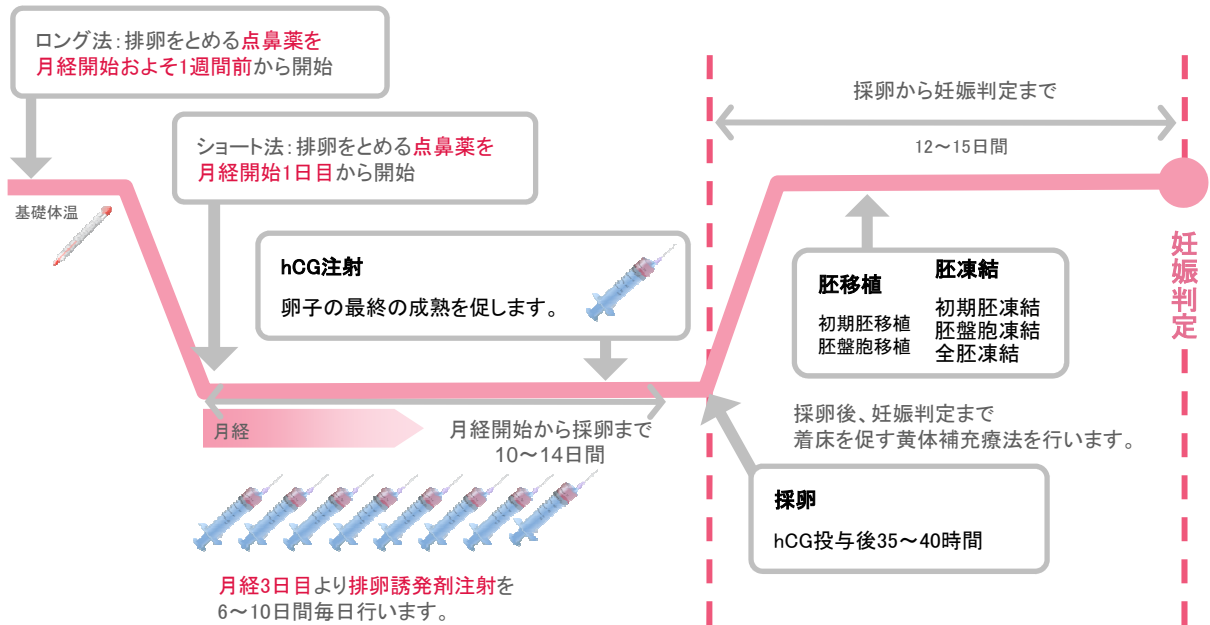 ロング法：排卵をとめる点鼻薬を
月経開始およそ1週間前から開始
ショート法：排卵をとめる点鼻薬を
月経開始1日目から開始
基礎体温
hCG注射
卵子の最終の成熟を促します。
採卵から妊娠判定まで
12～15日間
胚移植
初期胚移植
胚盤胞移植
胚凍結
初期胚凍結
胚盤胞凍結
全胚凍結
妊娠判定
月経
月経開始から採卵まで
10～14日間
採卵後、妊娠判定まで
着床を促す黄体補充療法を行います。
採卵
hCG投与後35～40時間
月経3日目より排卵誘発剤注射を
6～10日間毎日行います。